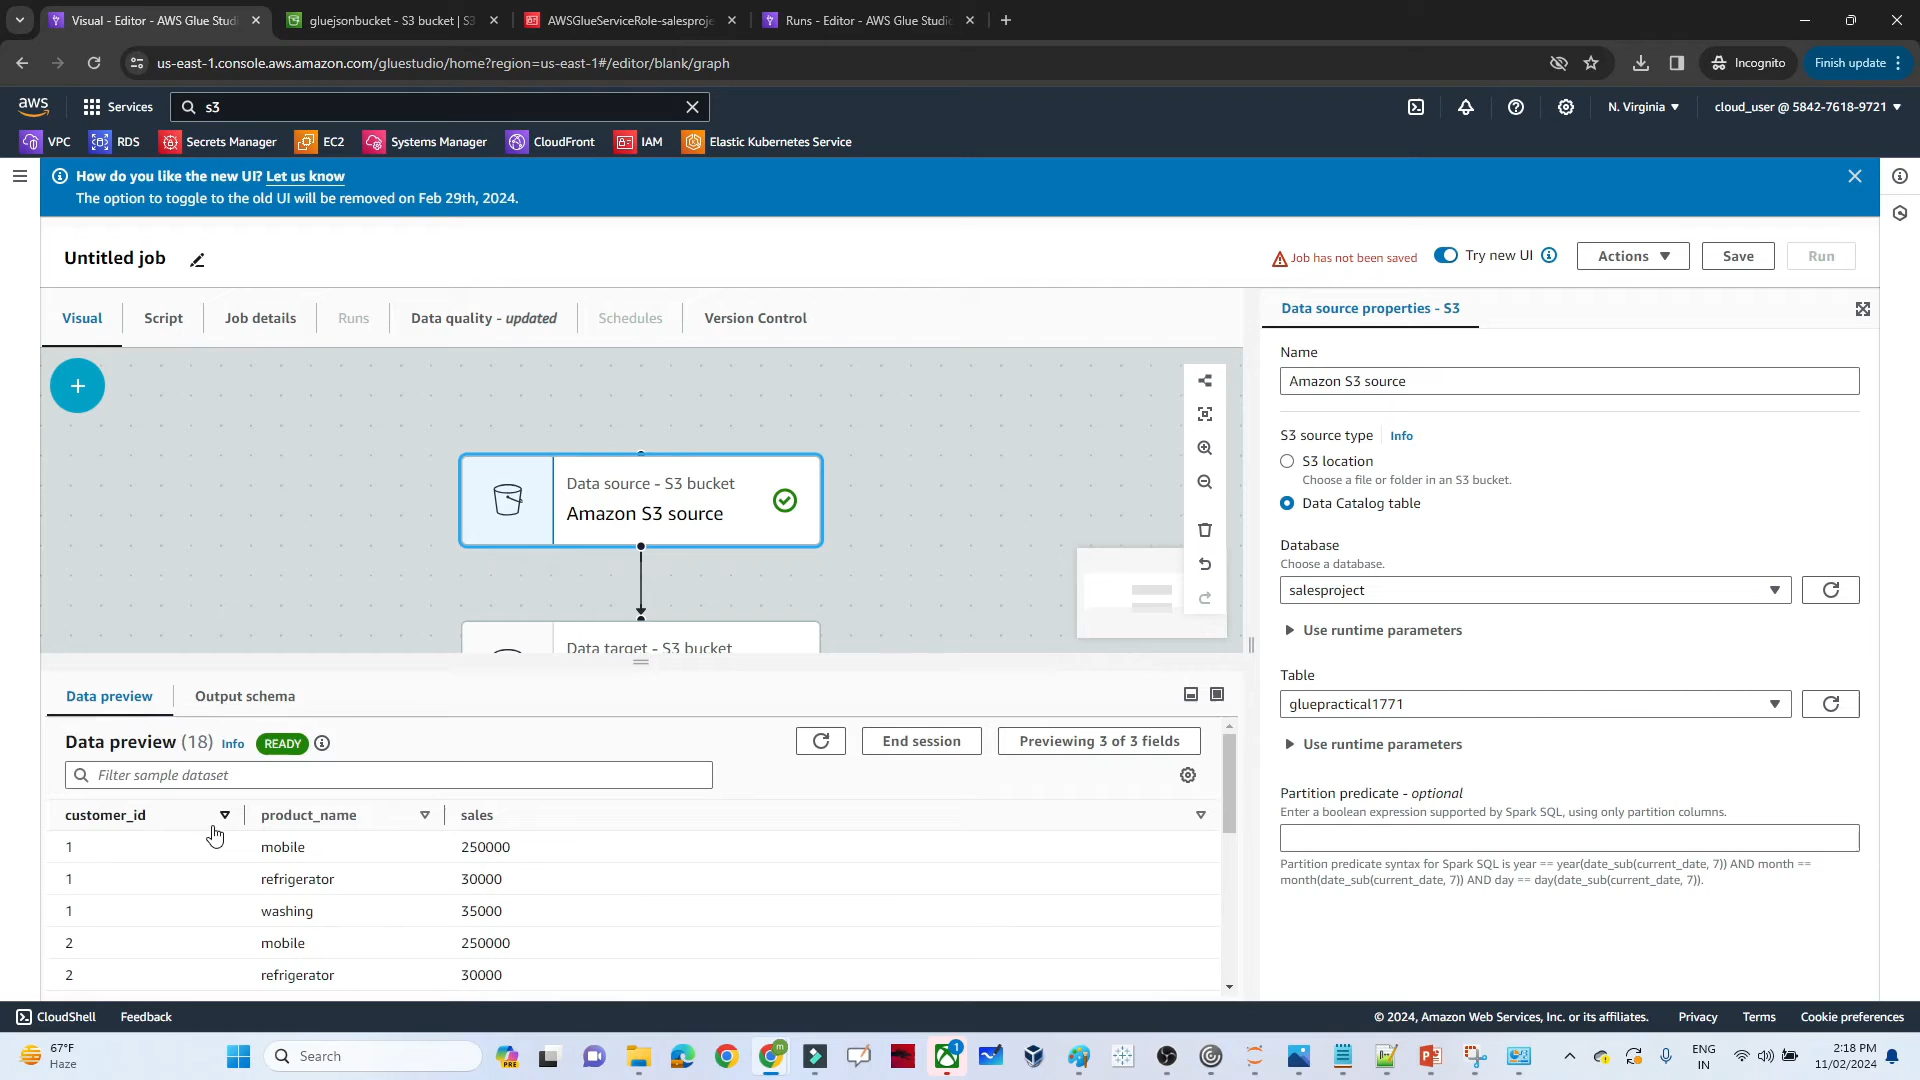 Visual - Editor - AWS Glue Studi
gluejsonbucket - S3 bucket | S3
AWSGlueServiceRole-salesproje
Runs - Editor - AWS Glue Studio
us-east-1.console.aws.amazon.com/gluestudio/home?region=us-east-1#/editor/blank/graph
Incognito
Finish update
aws
Services
s3
N. Virginia
cloud_user @ 5842-7618-9721
VPC
RDS
Secrets Manager
EC2
Systems Manager
CloudFront
IAM
Elastic Kubernetes Service
How do you like the new UI? Let us know
The option to toggle to the old UI will be removed on Feb 29th, 2024.
Untitled job
Job has not been saved
Try new UI
Actions
Save
Run
Visual
Script
Job details
Runs
Data quality - updated
Schedules
Version Control
Data source - S3 bucket
Amazon S3 source
Data target - S3 bucket
Data source properties - S3
Name
Amazon S3 source
S3 source type
Info
S3 location
Choose a file or folder in an S3 bucket.
Data Catalog table
Database
Choose a database.
salesproject
Use runtime parameters
Table
gluepractical1771
Use runtime parameters
Partition predicate - optional
Enter a boolean expression supported by Spark SQL, using only partition columns.
Partition predicate syntax for Spark SQL is year == year(date_sub(current_date, 7)) AND month ==
month(date_sub(current_date, 7)) AND day == day(date_sub(current_date, 7)).
Data preview
Output schema
Data preview (18)
Info
READY
End session
Previewing 3 of 3 fields
Filter sample dataset
customer_id product_name sales
1 mobile 250000
1 refrigerator 30000
1 washing 35000
2 mobile 250000
2 refrigerator 30000
CloudShell
Feedback
© 2024, Amazon Web Services, Inc. or its affiliates.
Privacy
Terms
Cookie preferences
67°F
Haze
Search
PRE
m
1
ENG
IN
2:18 PM
11/02/2024